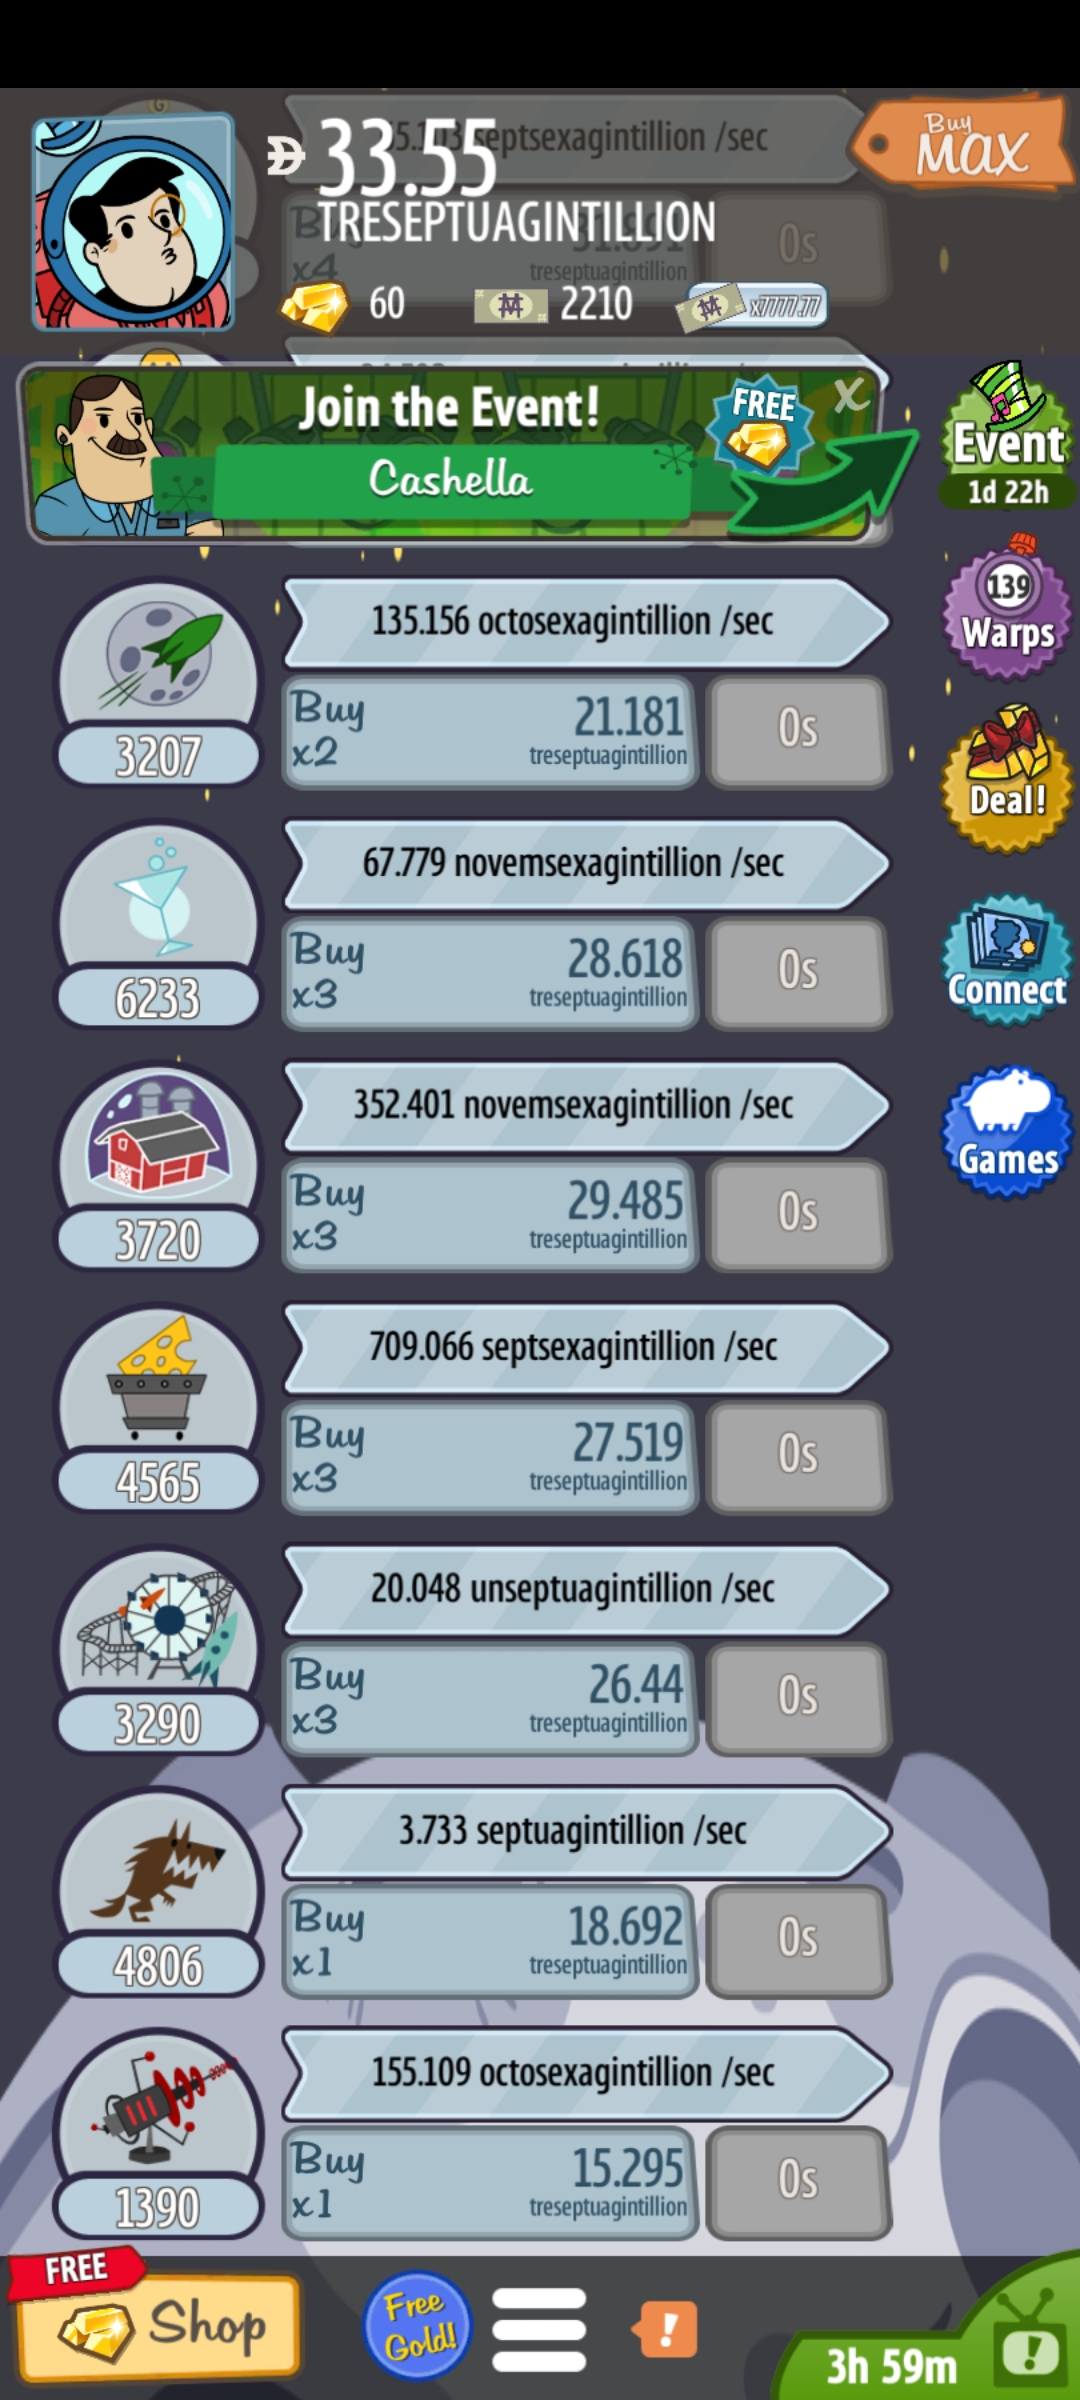 33.55
TRESEPTUAGINTILLION
Buy
MAX
x4
treseptuagintillion
0s
60
2210
x7777.77
Join the Event!
FREE
X
Cashella
Event
1d 22h
139
Warps
Deal!
Connect
Games
135.156 octosexagintillion /sec
Buy
x2
21.181
treseptuagintillion
0s
3207
67.779 novemsexagintillion /sec
Buy
x3
28.618
treseptuagintillion
0s
6233
352.401 novemsexagintillion /sec
Buy
x3
29.485
treseptuagintillion
0s
3720
709.066 septsexagintillion /sec
Buy
x3
27.519
treseptuagintillion
0s
4565
20.048 unseptuagintillion /sec
Buy
x3
26.44
treseptuagintillion
0s
3290
3.733 septuagintillion /sec
Buy
x1
18.692
treseptuagintillion
0s
4806
155.109 octosexagintillion /sec
Buy
x1
15.295
treseptuagintillion
0s
1390
FREE
Shop
Free
Gold!
!
3h 59m
!